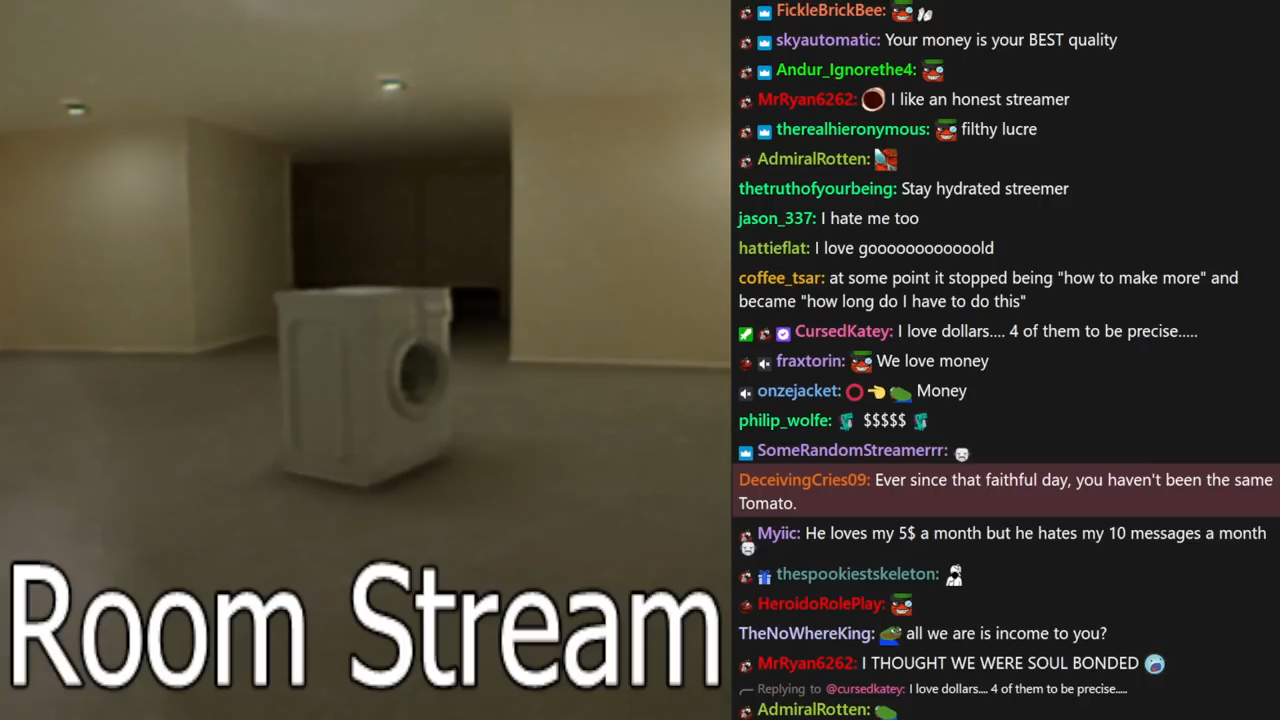 FickleBrickBee:
skyautomatic: Your money is your BEST quality
Andur_Ignorethe4:
MrRyan6262: I like an honest streamer
therealhieronymous: filthy lucre
AdmiralRotten:
thetruthofyourbeing: Stay hydrated streemer
jason_337: I hate me too
hattieflat: I love gooooooooooold
coffee_tsar: at some point it stopped being "how to make more" and
became "how long do I have to do this"
CursedKatey: I love dollars.... 4 of them to be precise.....
fraxtorin: We love money
onzejacket: Money
philip_wolfe: $$$$$
SomeRandomStreamerrr:
DeceivingCries09: Ever since that faithful day, you haven't been the same
Tomato.
Myiic: He loves my 5$ a month but he hates my 10 messages a month
thespookiestskeleton:
HeroidoRolePlay:
TheNoWhereKing: all we are is income to you?
MrRyan6262: I THOUGHT WE WERE SOUL BONDED
Replying to @cursedkatey: I love dollars.... 4 of them to be precise.....
AdmiralRotten:
Room Stream